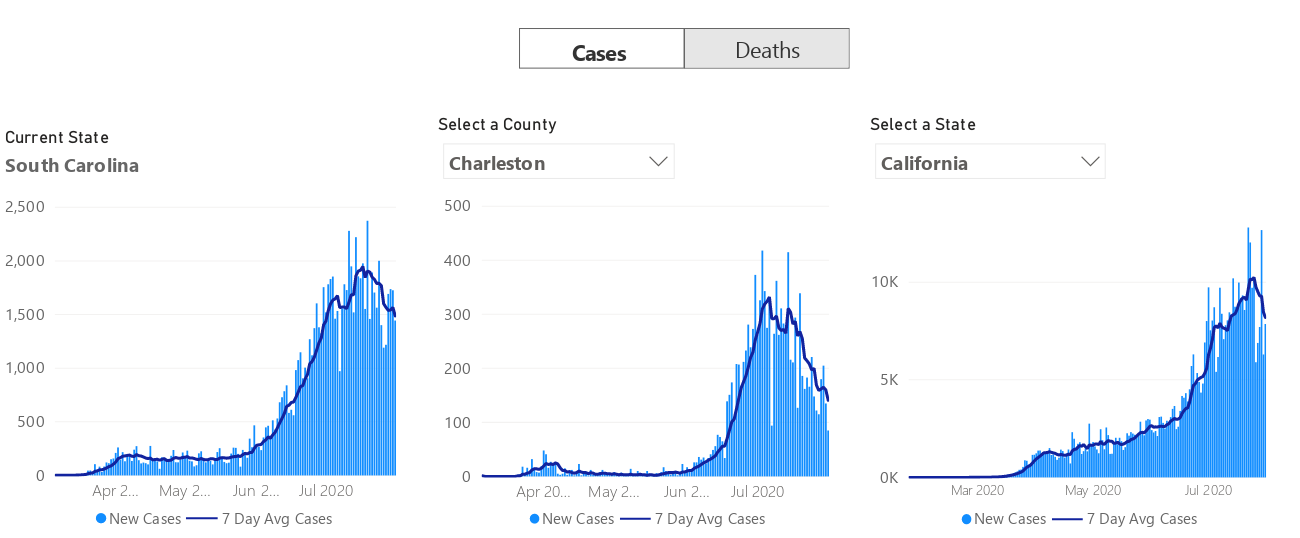 Cases Deaths
Current State
South Carolina
2,500
2,000
1,500
1,000
500
0
Apr 2... May 2... Jun 2... Jul 2020
New Cases 7 Day Avg Cases
Select a County
Charleston
500
400
300
200
100
0
Apr 20... May 2... Jun 2... Jul 2020
New Cases 7 Day Avg Cases
Select a State
California
10K
5K
0K
Mar 2020 May 2020 Jul 2020
New Cases 7 Day Avg Cases